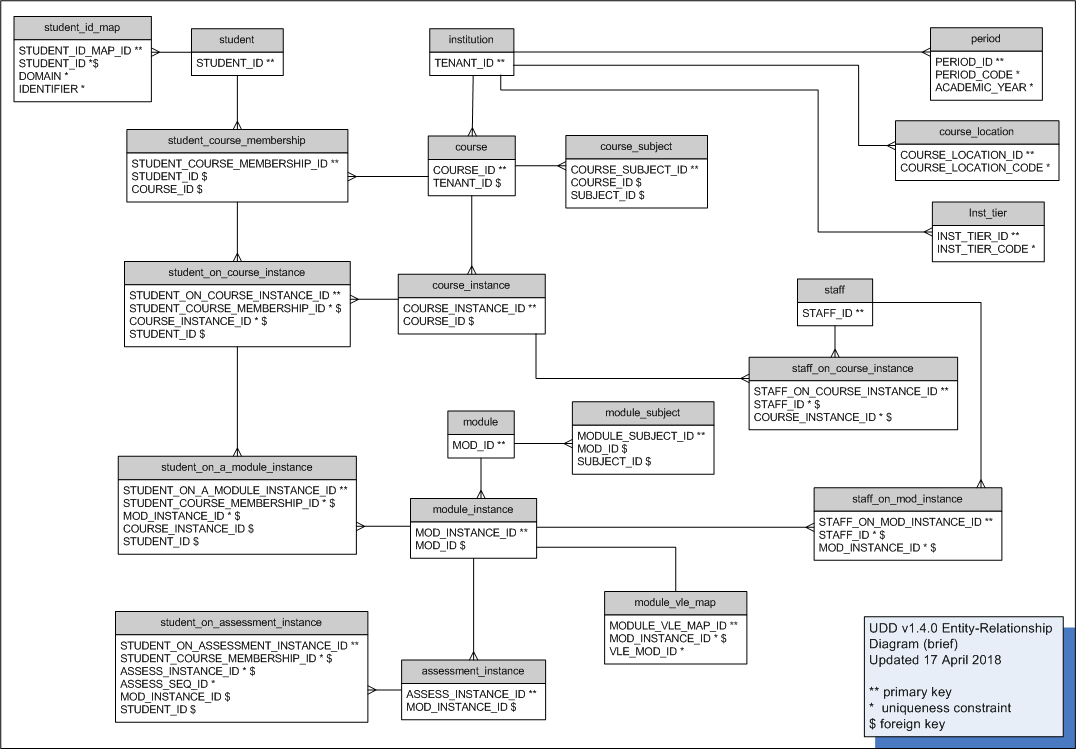 student_id_map
STUDENT_ID_MAP_ID **
STUDENT_ID *$
DOMAIN *
IDENTIFIER *
student
STUDENT_ID **
institution
TENANT_ID **
period
PERIOD_ID **
PERIOD_CODE *
ACADEMIC_YEAR *
student_course_membership
STUDENT_COURSE_MEMBERSHIP_ID **
STUDENT_ID $
COURSE_ID $
course
COURSE_ID **
TENANT_ID $
course_subject
COURSE_SUBJECT_ID **
COURSE_ID $
SUBJECT_ID $
course_location
COURSE_LOCATION_ID **
COURSE_LOCATION_CODE *
Inst_tier
INST_TIER_ID **
INST_TIER_CODE *
student_on_course_instance
STUDENT_ON_COURSE_INSTANCE_ID **
STUDENT_COURSE_MEMBERSHIP_ID * $
COURSE_INSTANCE_ID * $
STUDENT_ID $
course_instance
COURSE_INSTANCE_ID **
COURSE_ID $
staff
STAFF_ID **
staff_on_course_instance
STAFF_ON_COURSE_INSTANCE_ID **
STAFF_ID * $
COURSE_INSTANCE_ID * $
module
MOD_ID **
module_subject
MODULE_SUBJECT_ID **
MOD_ID $
SUBJECT_ID $
student_on_a_module_instance
STUDENT_ON_A_MODULE_INSTANCE_ID **
STUDENT_COURSE_MEMBERSHIP_ID * $
MOD_INSTANCE_ID * $
COURSE_INSTANCE_ID $
STUDENT_ID $
module_instance
MOD_INSTANCE_ID **
MOD_ID $
staff_on_mod_instance
STAFF_ON_MOD_INSTANCE_ID **
STAFF_ID * $
MOD_INSTANCE_ID * $
module_vle_map
MODULE_VLE_MAP_ID **
MOD_INSTANCE_ID * $
VLE_MOD_ID *
student_on_assessment_instance
STUDENT_ON_ASSESSMENT_INSTANCE_ID **
STUDENT_COURSE_MEMBERSHIP_ID * $
ASSESS_INSTANCE_ID * $
ASSESS_SEQ_ID *
MOD_INSTANCE_ID $
STUDENT_ID $
assessment_instance
ASSESS_INSTANCE_ID **
MOD_INSTANCE_ID $
UDD v1.4.0 Entity-Relationship
Diagram (brief)
Updated 17 April 2018
** primary key
* uniqueness constraint
$ foreign key